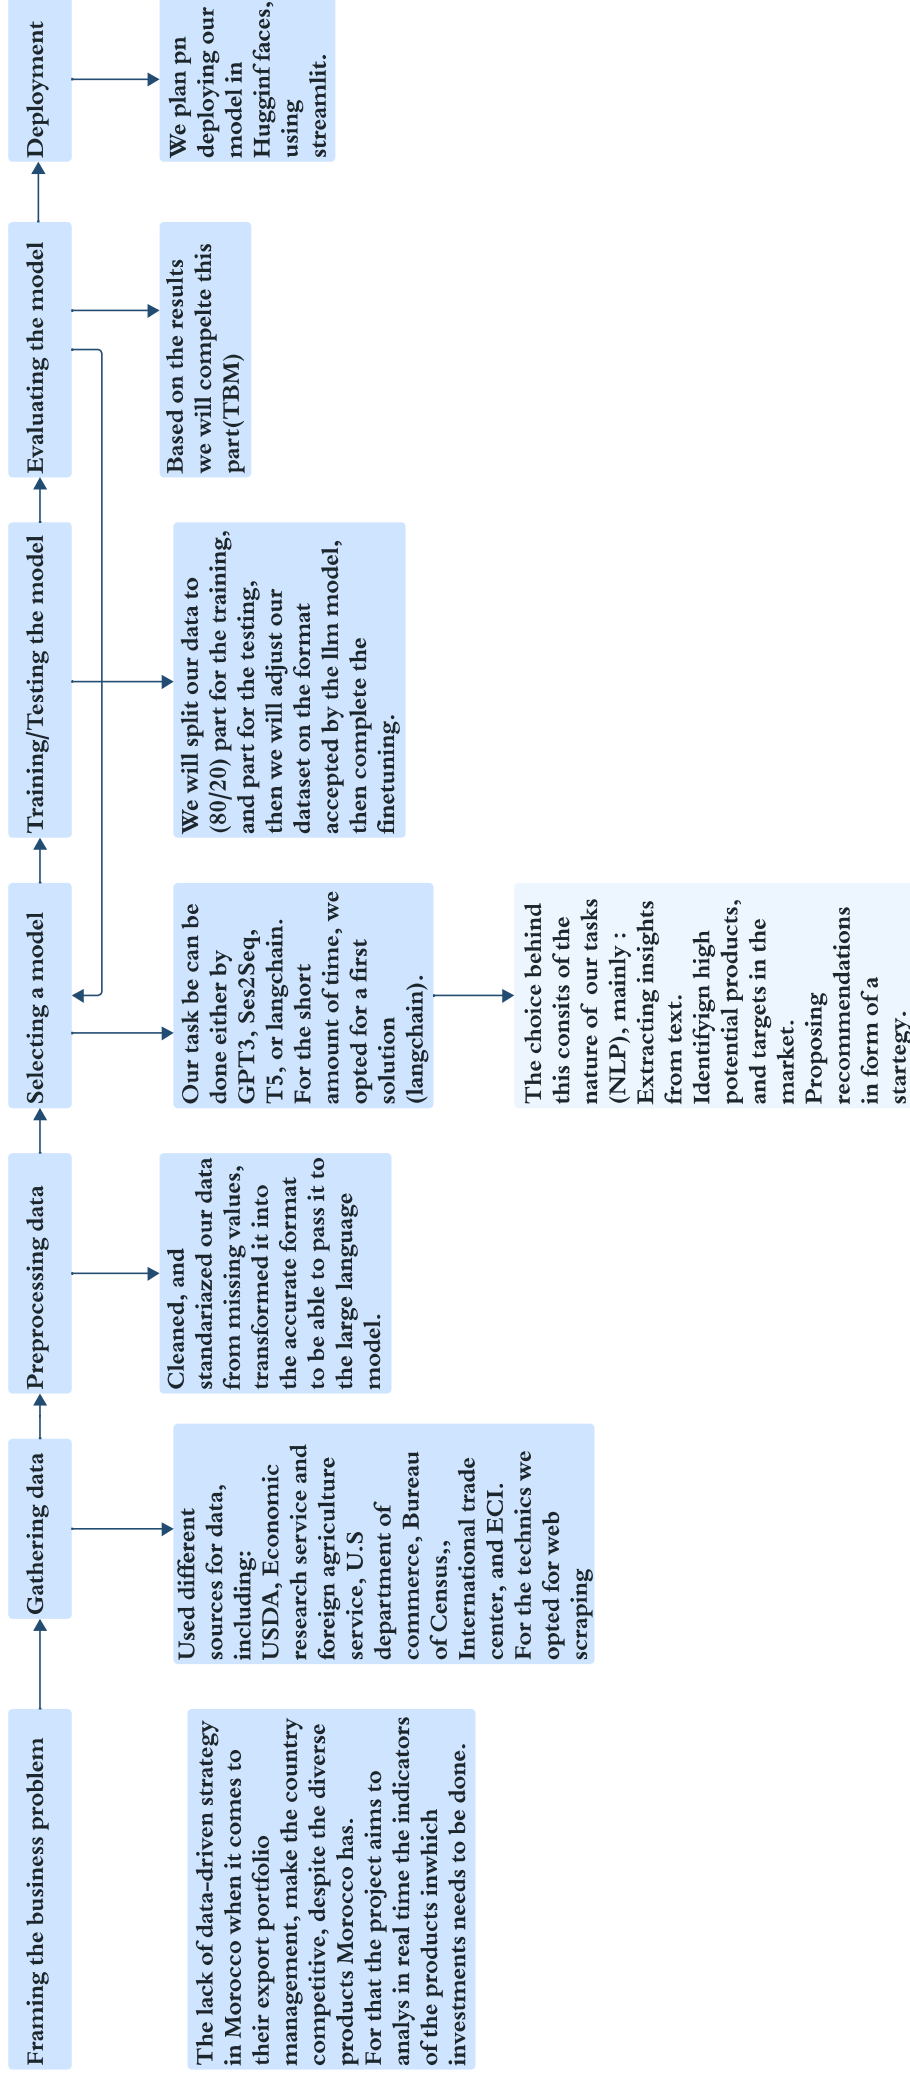 Framing the business problem
The lack of data-driven strategy
in Morocco when it comes to
their export portfolio
management, make the country
competitive, despite the diverse
products Morocco has.
For that the project aims to
analys in real time the indicators
of the products inwhich
investments needs to be done.
Gathering data
Used different
sources for data,
including:
USDA, Economic
research service and
foreign agriculture
service, U.S
department of
commerce, Bureau
of Census,,
International trade
center, and ECI.
For the technics we
opted for web
scraping
Preprocessing data
Cleaned, and
standariazed our data
from missing values,
transformed it into
the accurate format
to be able to pass it to
the large language
model.
Selecting a model
Our task be can be
done either by
GPT3, Ses2Seq,
T5, or langchain.
For the short
amount of time, we
opted for a first
solution
(langchain).
The choice behind
this consits of the
nature of our tasks
(NLP), mainly :
Extracting insights
from text.
Identifyign high
potential products,
and targets in the
market.
Proposing
recommendations
in form of a
startegy.
Training/Testing the model
We will split our data to
(80/20) part for the training,
and part for the testing,
then we will adjust our
dataset on the format
accepted by the llm model,
then complete the
finetuning.
Evaluating the model
Based on the results
we will compelte this
part(TBM)
Deployment
We plan pn
deploying our
model in
Hugginf faces,
using
streamlit.